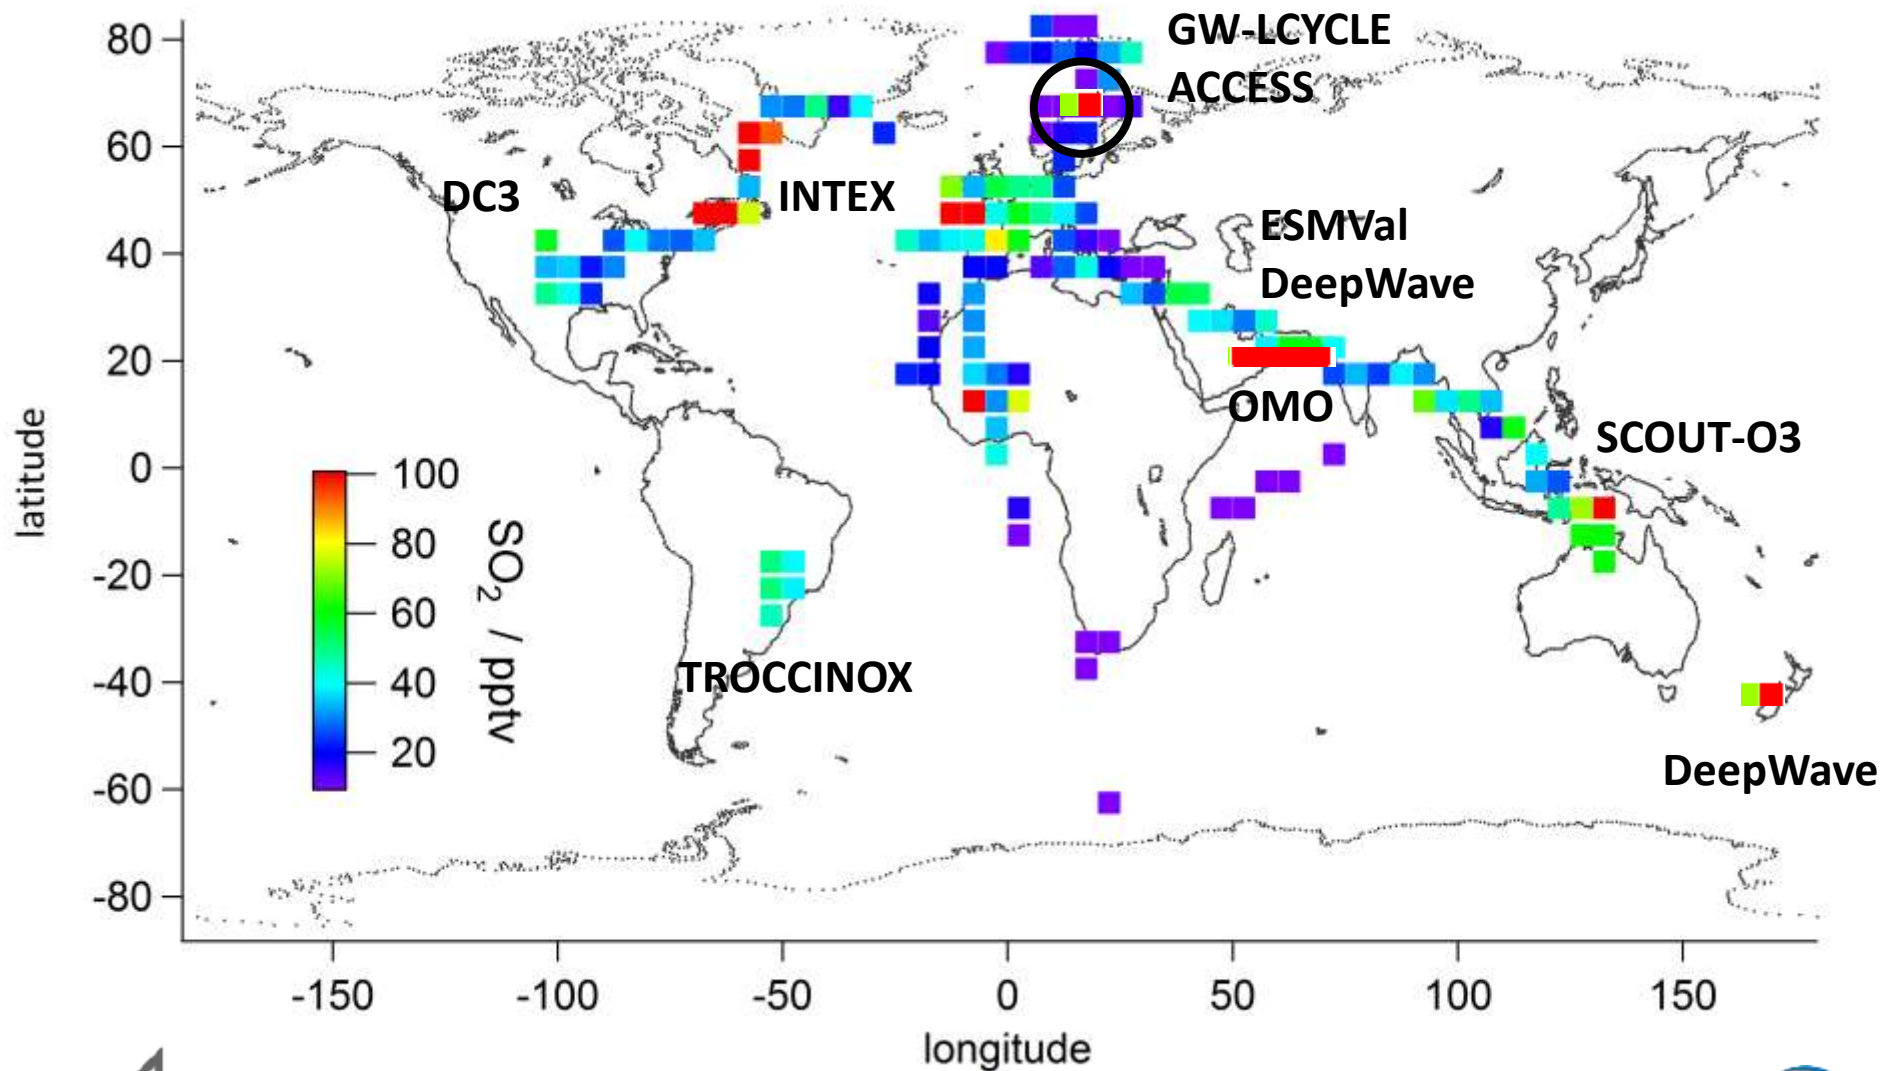 GW-LCYCLE
ACCESS
DC3
INTEX
ESMVal
DeepWave
OMO
SCOUT-O3
TROCCINOX
DeepWave
latitude
80
60
40
20
0
-20
-40
-60
-80
100
80
60
40
20
SO2 / pptv
-150
-100
-50
0
50
100
150
longitude